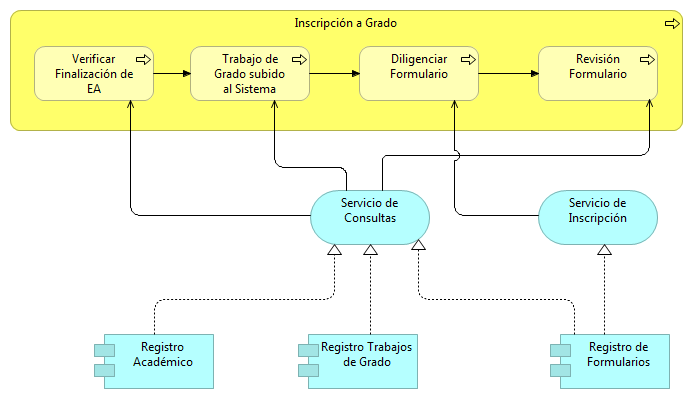 Inscripción a Grado
Verificar
Finalización de
EA
Trabajo de
Grado subido
al Sistema
Diligenciar
Formulario
Revisión
Formulario
Servicio de
Consultas
Servicio de
Inscripción
Registro
Académico
Registro Trabajos
de Grado
Registro de
Formularios